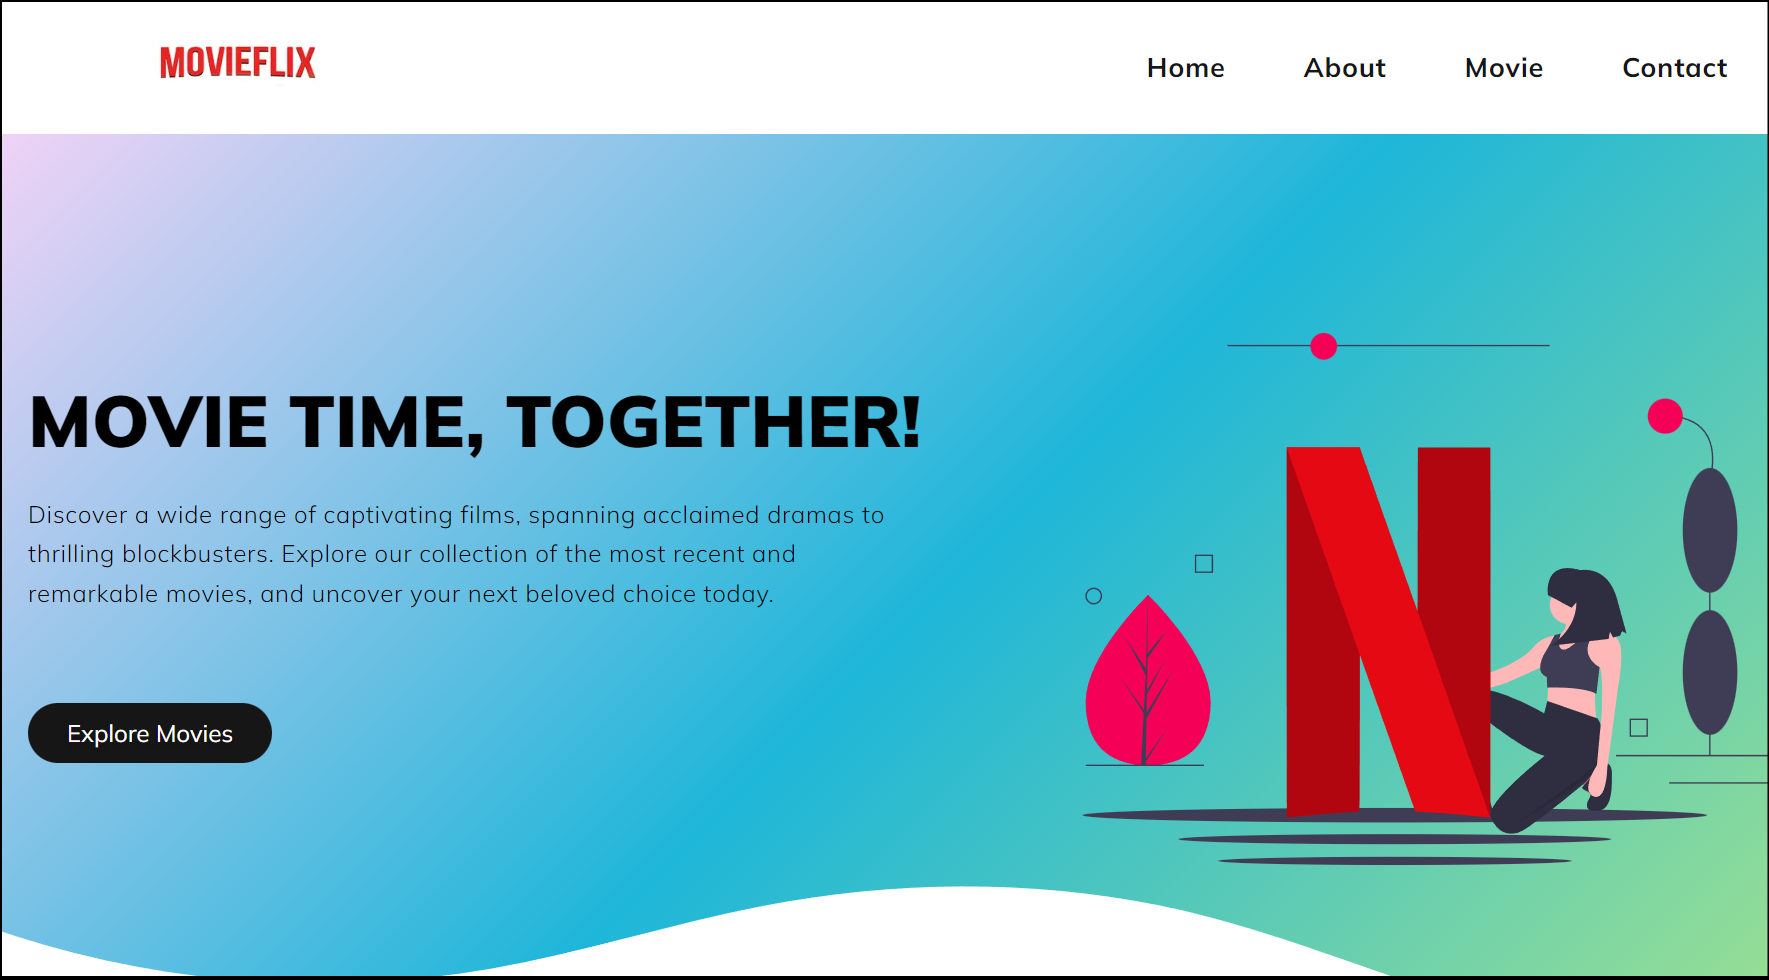 MOVIEFLIX
Home About Movie Contact
MOVIE TIME, TOGETHER!
Discover a wide range of captivating films, spanning acclaimed dramas to
thrilling blockbusters. Explore our collection of the most recent and
remarkable movies, and uncover your next beloved choice today.
Explore Movies
N